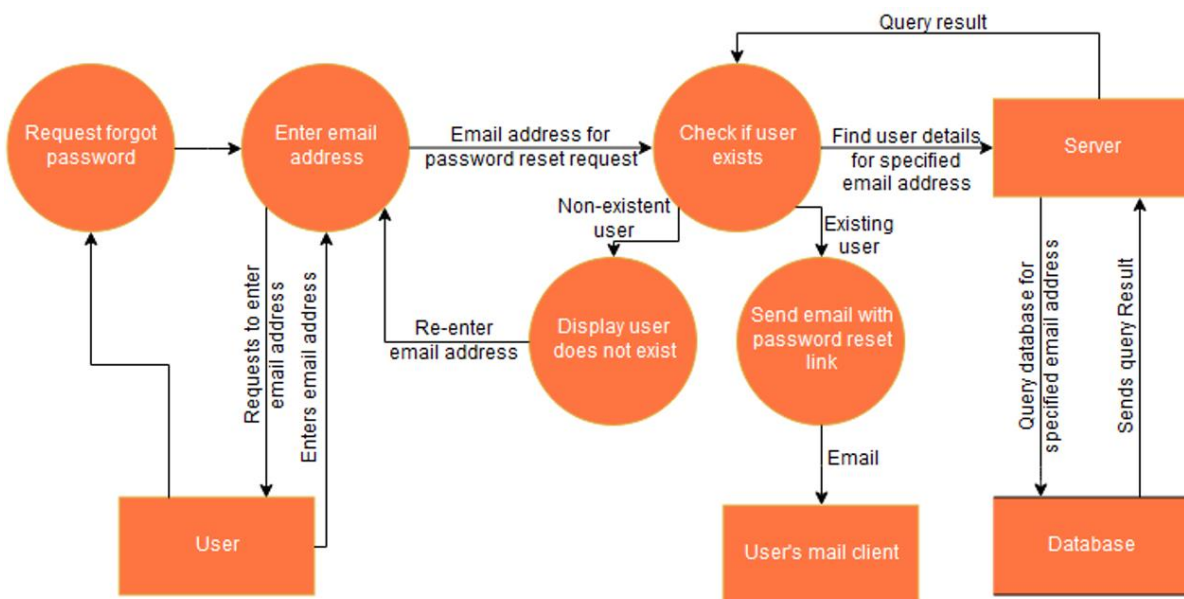 Query result
Request forgot
password
Enter email
address
Email address for
password reset request
Check if user
exists
Find user details
for specified
email address
Server
Non-existent
user
Existing
user
Requests to enter
email address
Enters email address
Re-enter
email address
Display user
does not exist
Send email with
password reset
link
Query database for
specified email address
Sends query Result
Email
User
User's mail client
Database